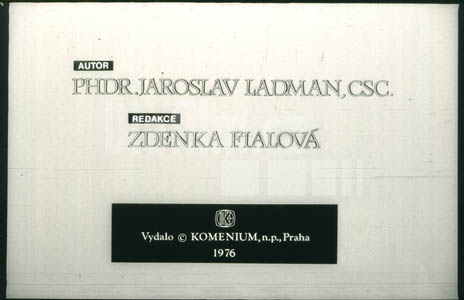 AUTOR
PHDR. JAROSLAV LADMAN, CSC.
REDAKCE
ZDENKA FIALOVÁ
Vydalo © KOMENIUM, n.p., Praha
1976